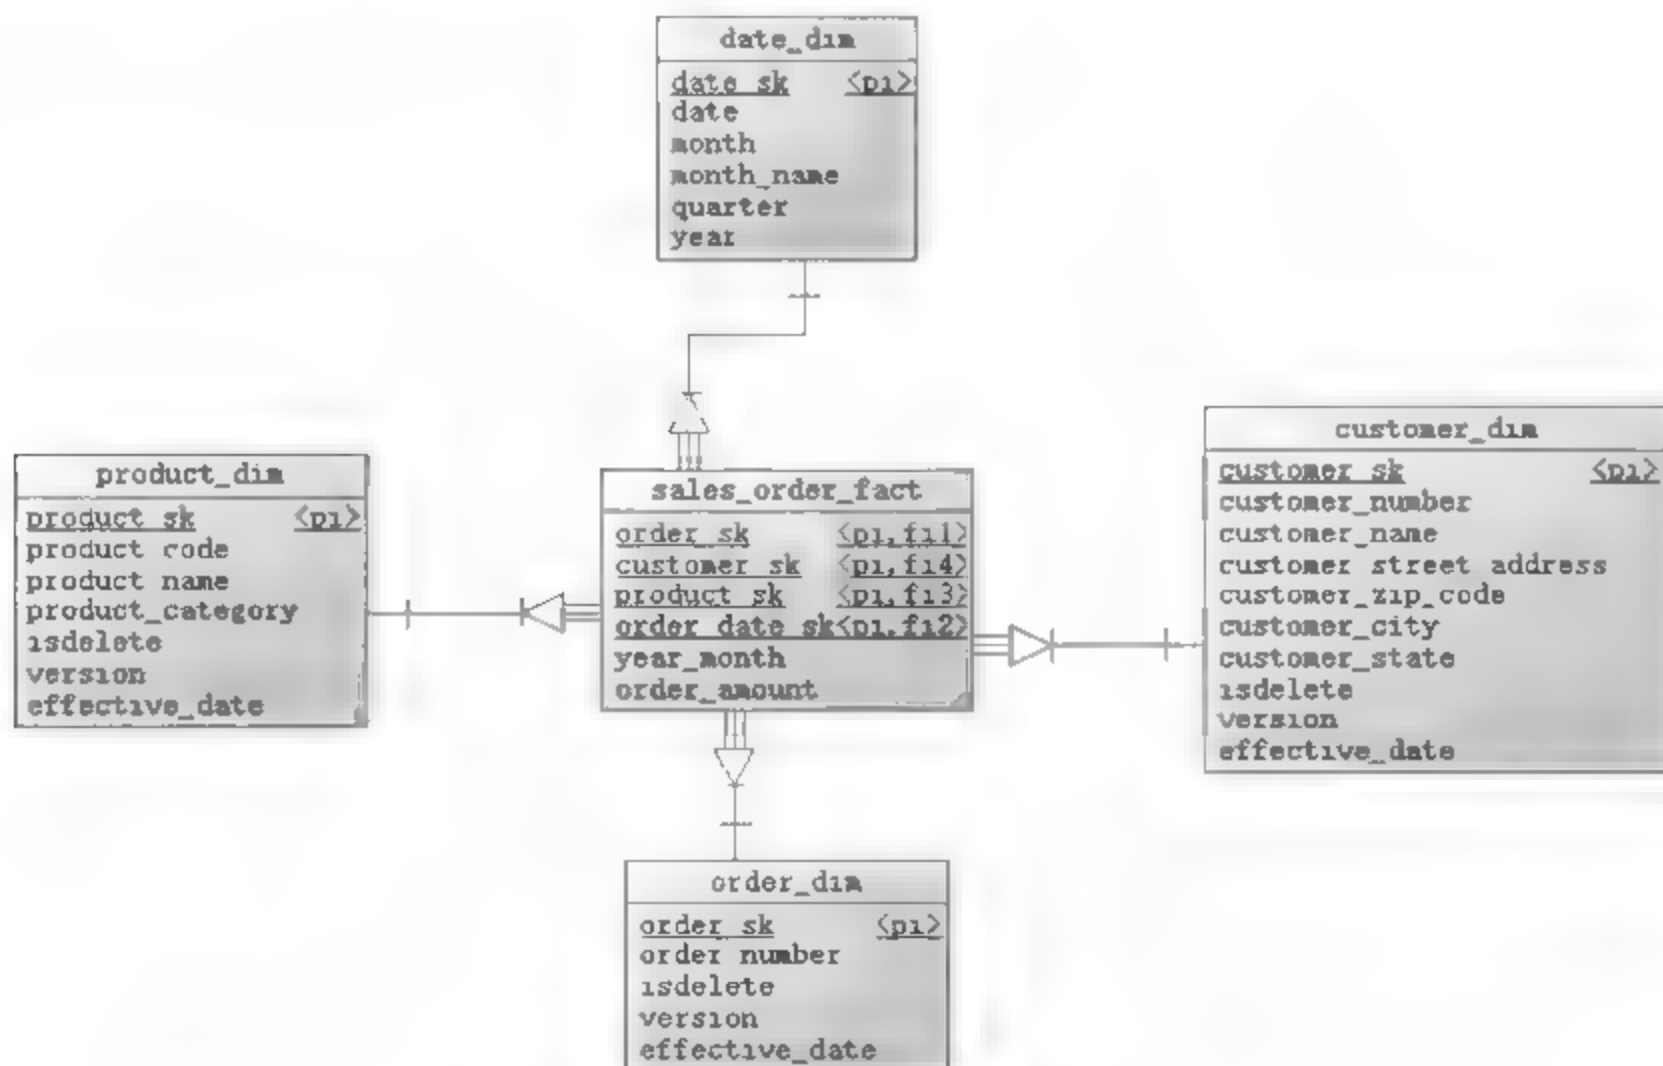 date_dim
date_sk <pi>
date
month
month_name
quarter
year
product_dim
product_sk <pi>
product_code
product_name
product_category
isdelete
version
effective_date
sales_order_fact
order_sk <pi,fi1>
customer_sk <pi,fi4>
product_sk <pi,fi3>
order_date_sk<pi,fi2>
year_month
order_amount
customer_dim
customer_sk <pi>
customer_number
customer_name
customer_street_address
customer_zip_code
customer_city
customer_state
isdelete
version
effective_date
order_dim
order_sk <pi>
order_number
isdelete
version
effective_date